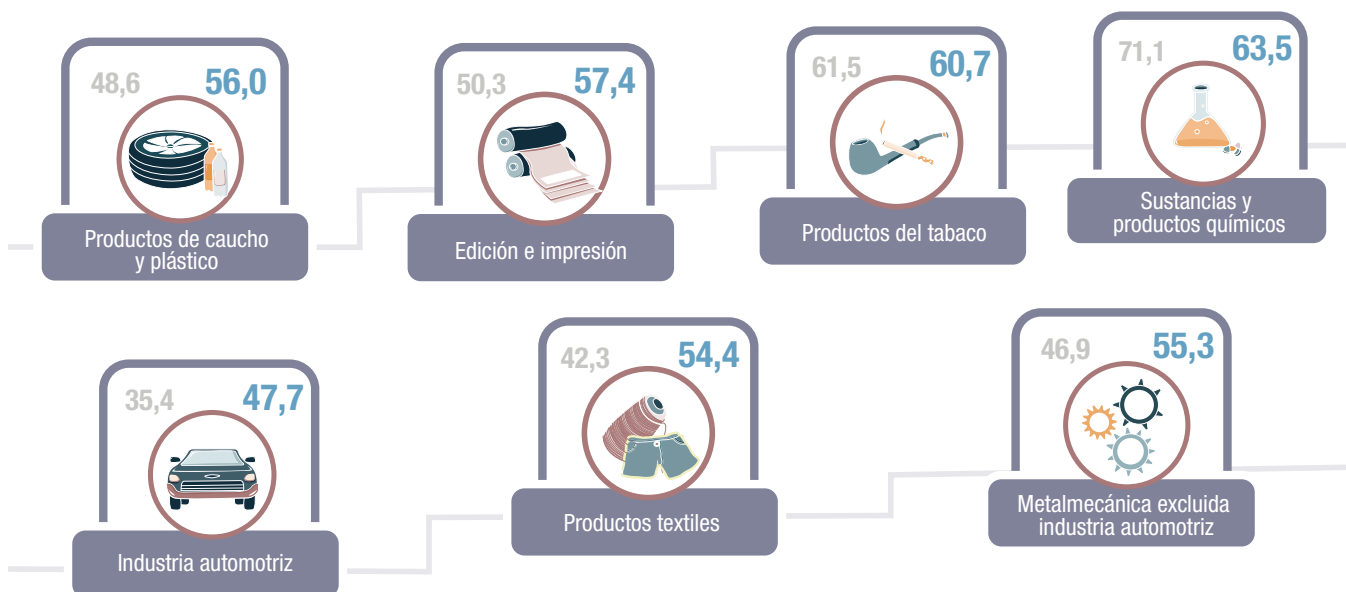 48,6 56,0
Productos de caucho
y plástico
50,3 57,4
Edición e impresión
61,5 60,7
Productos del tabaco
71,1 63,5
Sustancias y
productos químicos
35,4 47,7
Industria automotriz
42,3 54,4
Productos textiles
46,9 55,3
Metalmecánica excluida
industria automotriz